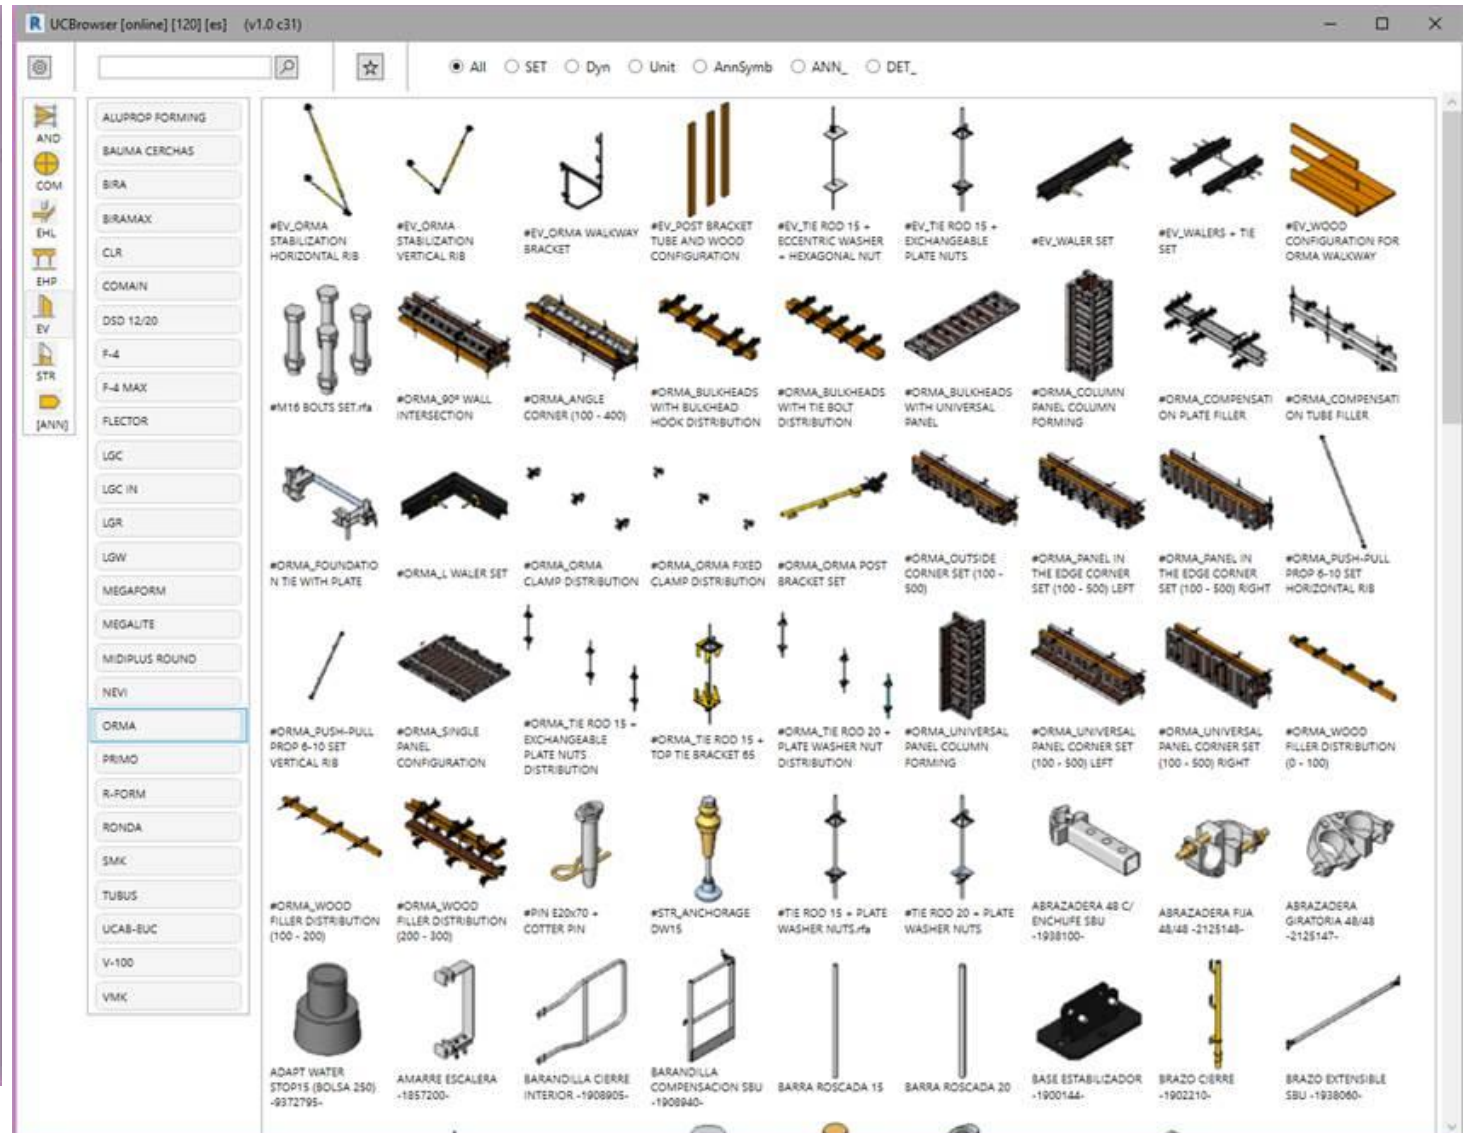 UCBrowser [online] [120] [es]   (v1.0 c31)
All SET Dyn Unit AnnSymb ANN_ DET_
AND
COM
EHL
EHP
EV
STR
[ANN]
ALUPROP FORMING
BAUMA CERCHAS
BIRA
BIRAMAX
CLR
COMAIN
DSD 12/20
F-4
F-4 MAX
FLECTOR
LGC
LGC IN
LGR
LGW
MEGAFORM
MEGALITE
MIDIPLUS ROUND
NEVI
ORMA
PRIMO
R-FORM
RONDA
SMK
TUBUS
UCAB-EUC
V-100
VMK
#EV_ORMA
STABILIZATION
HORIZONTAL RIB
#EV_ORMA
STABILIZATION
VERTICAL RIB
#EV_ORMA WALKWAY
BRACKET
#EV_POST BRACKET
TUBE AND WOOD
CONFIGURATION
#EV_TIE ROD 15 +
ECCENTRIC WASHER
+ HEXAGONAL NUT
#EV_TIE ROD 15 +
EXCHANGEABLE
PLATE NUTS
#EV_WALER SET
#EV_WALERS + TIE
SET
#EV_WOOD
CONFIGURATION FOR
ORMA WALKWAY
#M16 BOLTS SET.rfa
#ORMA_90º WALL
INTERSECTION
#ORMA_ANGLE
CORNER (100 - 400)
#ORMA_BULKHEADS
WITH BULKHEAD
HOOK DISTRIBUTION
#ORMA_BULKHEADS
WITH TIE BOLT
DISTRIBUTION
#ORMA_BULKHEADS
WITH UNIVERSAL
PANEL
#ORMA_COLUMN
PANEL COLUMN
FORMING
#ORMA_COMPENSATI
ON PLATE FILLER
#ORMA_COMPENSATI
ON TUBE FILLER
#ORMA_FOUNDATIO
N TIE WITH PLATE
#ORMA_L WALER SET
#ORMA_ORMA
CLAMP DISTRIBUTION
#ORMA_ORMA FIXED
CLAMP DISTRIBUTION
#ORMA_ORMA POST
BRACKET SET
#ORMA_OUTSIDE
CORNER SET (100 -
500)
#ORMA_PANEL IN
THE EDGE CORNER
SET (100 - 500) LEFT
#ORMA_PANEL IN
THE EDGE CORNER
SET (100 - 500) RIGHT
#ORMA_PUSH-PULL
PROP 6-10 SET
HORIZONTAL RIB
#ORMA_PUSH-PULL
PROP 6-10 SET
VERTICAL RIB
#ORMA_SINGLE
PANEL
CONFIGURATION
#ORMA_TIE ROD 15 +
EXCHANGEABLE
PLATE NUTS
DISTRIBUTION
#ORMA_TIE ROD 15 +
TOP TIE BRACKET 65
#ORMA_TIE ROD 20 +
PLATE WASHER NUT
DISTRIBUTION
#ORMA_UNIVERSAL
PANEL COLUMN
FORMING
#ORMA_UNIVERSAL
PANEL CORNER SET
(100 - 500) LEFT
#ORMA_UNIVERSAL
PANEL CORNER SET
(100 - 500) RIGHT
#ORMA_WOOD
FILLER DISTRIBUTION
(0 - 100)
#ORMA_WOOD
FILLER DISTRIBUTION
(100 - 200)
#ORMA_WOOD
FILLER DISTRIBUTION
(200 - 300)
#PIN E20x70 +
COTTER PIN
#STR_ANCHORAGE
DW15
#TIE ROD 15 + PLATE
WASHER NUTS.rfa
#TIE ROD 20 + PLATE
WASHER NUTS
ABRAZADERA 48 C/
ENCHUFE SBU
-1938100-
ABRAZADERA FIJA
48/48 -2125148-
ABRAZADERA
GIRATORIA 48/48
-2125147-
ADAPT WATER
STOP15 (BOLSA 250)
-9372795-
AMARRE ESCALERA
-1857200-
BARANDILLA CIERRE
INTERIOR -1908905-
BARANDILLA
COMPENSACION SBU
-1908940-
BARRA ROSCADA 15
BARRA ROSCADA 20
BASE ESTABILIZADOR
-1900144-
BRAZO CIERRE
-1902210-
BRAZO EXTENSIBLE
SBU -1938060-